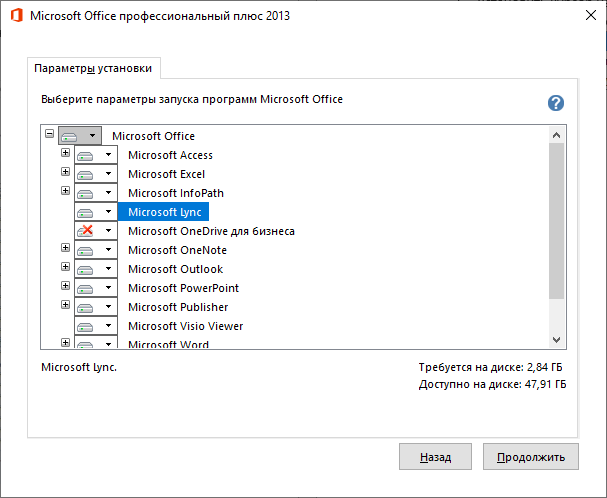 Microsoft Office профессиональный плюс 2013
Параметры установки
Выберите параметры запуска программ Microsoft Office
Microsoft Office
Microsoft Access
Microsoft Excel
Microsoft InfoPath
Microsoft Lync
Microsoft OneDrive для бизнеса
Microsoft OneNote
Microsoft Outlook
Microsoft PowerPoint
Microsoft Publisher
Microsoft Visio Viewer
Microsoft Word
Microsoft Lync.
Требуется на диске: 2,84 ГБ
Доступно на диске: 47,91 ГБ
Назад
Продолжить